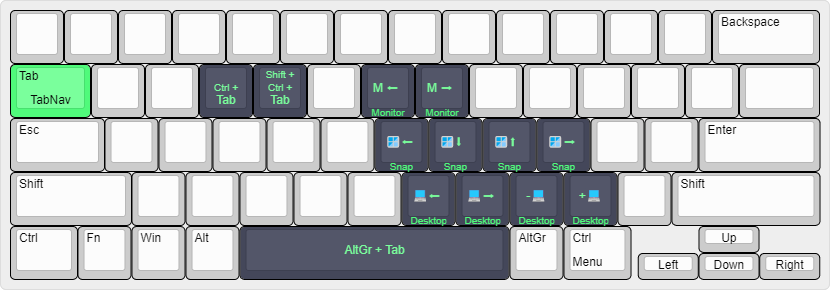 Backspace
Tab
TabNav
Ctrl +
Tab
Shift +
Ctrl +
Tab
M ←
Monitor
M →
Monitor
Esc
←
Snap
↓
Snap
↑
Snap
→
Snap
Enter
Shift
←
Desktop
→
Desktop
-
Desktop
+
Desktop
Shift
Ctrl
Fn
Win
Alt
AltGr + Tab
AltGr
Ctrl
Menu
Up
Left
Down
Right